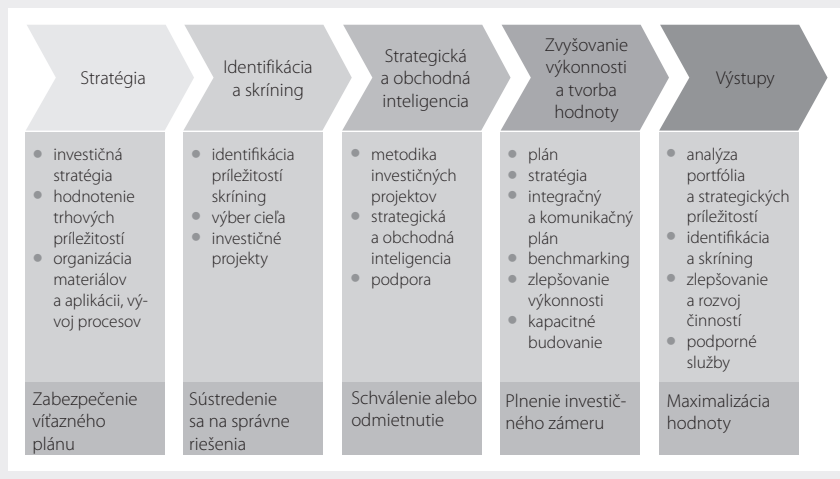 Stratégia
investičná
stratégia
hodnotenie
trhových
príležitostí
organizácia
materiálov
a aplikácii, vý-
voj procesov
Zabezpečenie
víťazného
plánu
Identifikácia
a skríning
identifikácia
príležitostí
skríning
výber cieľa
investičné
projekty
Sústredenie
sa na správne
riešenia
Strategická
a obchodná
inteligencia
metodika
investičných
projektov
strategická
a obchodná
inteligencia
podpora
Schválenie alebo
odmietnutie
Zvyšovanie
výkonnosti
a tvorba
hodnoty
plán
stratégia
integračný
a komunikačný
plán
benchmarking
zlepšovanie
výkonnosti
kapacitné
budovanie
Plnenie investič-
ného zámeru
Výstupy
analýza
portfólia
a strategických
príležitostí
identifikácia
a skríning
zlepšovanie
a rozvoj
činností
podporné
služby
Maximalizácia
hodnoty